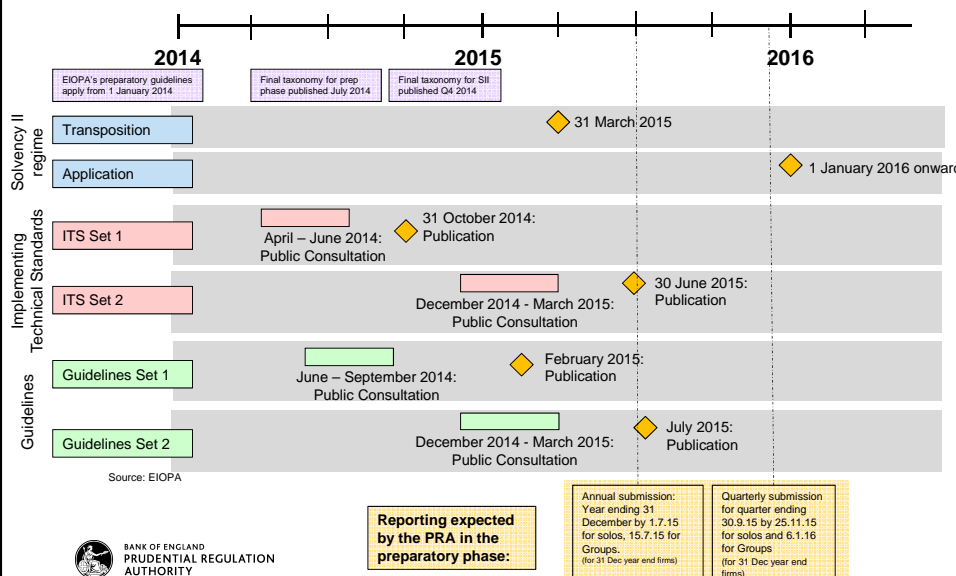 2014
2015
2016
EIOPA's preparatory guidelines
apply from 1 January 2014
Final taxonomy for prep
phase published July 2014
Final taxonomy for SII
published Q4 2014
Solvency II
regime
Transposition
31 March 2015
Application
1 January 2016 onward
Implementing
Technical Standards
ITS Set 1
April – June 2014:
Public Consultation
31 October 2014:
Publication
ITS Set 2
December 2014 - March 2015:
Public Consultation
30 June 2015:
Publication
Guidelines
Guidelines Set 1
June – September 2014:
Public Consultation
February 2015:
Publication
Guidelines Set 2
December 2014 - March 2015:
Public Consultation
July 2015:
Publication
Source: EIOPA
Reporting expected
by the PRA in the
preparatory phase:
Annual submission:
Year ending 31
December by 1.7.15
for solos, 15.7.15 for
Groups.
(for 31 Dec year end firms)
Quarterly submission
for quarter ending
30.9.15 by 25.11.15
for solos and 6.1.16
for Groups
(for 31 Dec year end
firms)
BANK OF ENGLAND
PRUDENTIAL REGULATION
AUTHORITY